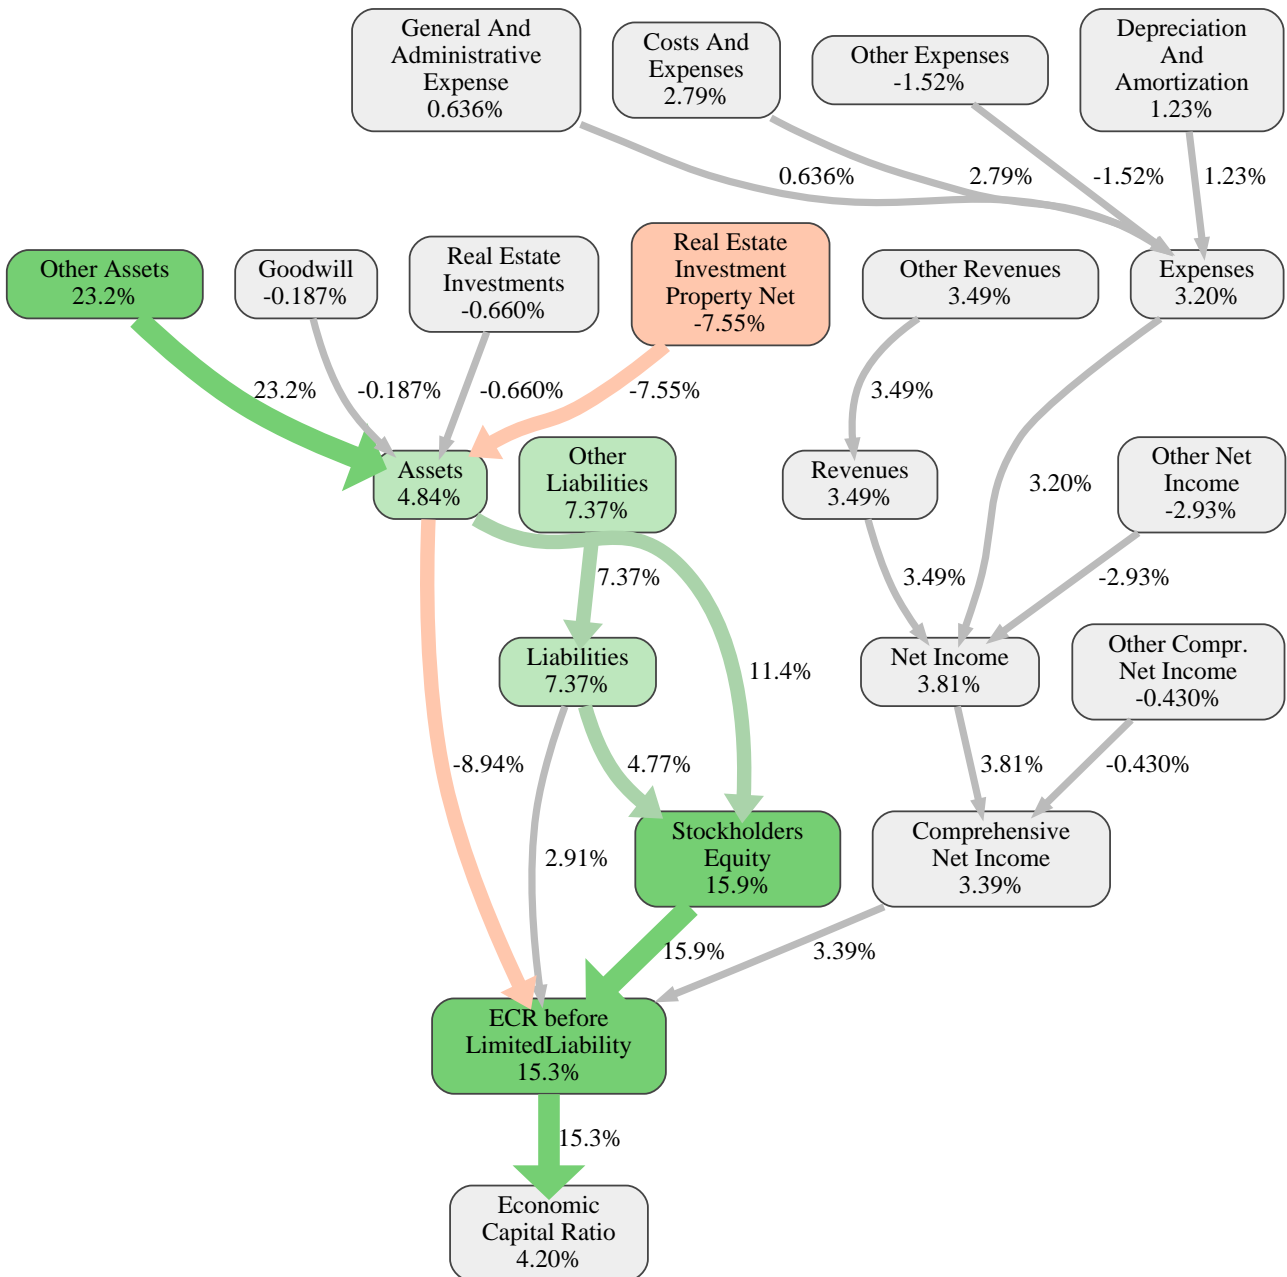 General And
Administrative
Expense
0.636%
Costs And
Expenses
2.79%
Other Expenses
-1.52%
Depreciation
And
Amortization
1.23%
0.636%
2.79%
-1.52%
1.23%
Other Assets
23.2%
Goodwill
-0.187%
Real Estate
Investments
-0.660%
Real Estate
Investment
Property Net
-7.55%
Other Revenues
3.49%
Expenses
3.20%
23.2%
-0.187%
-0.660%
-7.55%
3.49%
3.20%
Assets
4.84%
Other
Liabilities
7.37%
Revenues
3.49%
Other Net
Income
-2.93%
7.37%
11.4%
3.49%
-2.93%
Liabilities
7.37%
Net Income
3.81%
Other Compr.
Net Income
-0.430%
-8.94%
2.91%
4.77%
3.81%
-0.430%
Stockholders
Equity
15.9%
Comprehensive
Net Income
3.39%
15.9%
3.39%
ECR before
LimitedLiability
15.3%
15.3%
Economic
Capital Ratio
4.20%